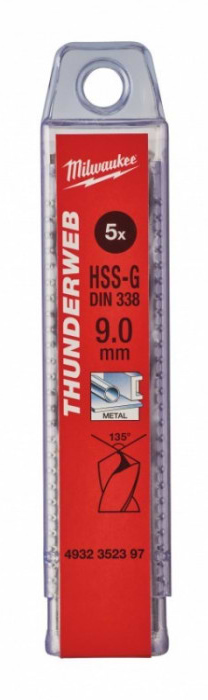 Milwaukee
THUNDERWEB
5x
HSS-G
DIN 338
9.0
mm
METAL
135°
4932 3523 97